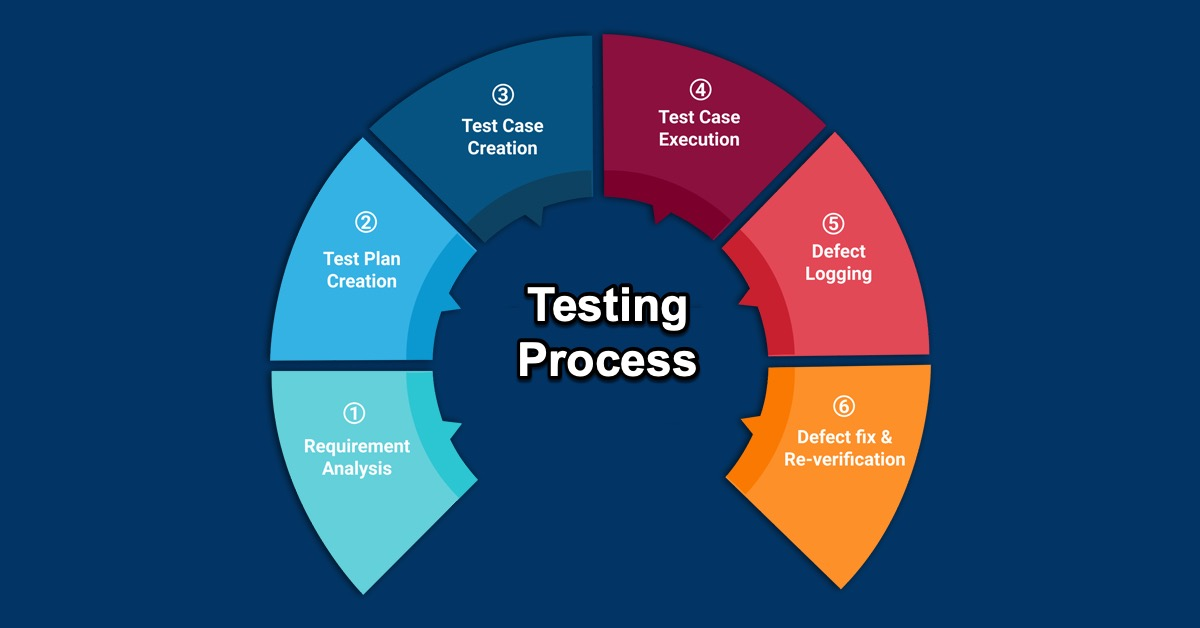 Testing
Process
①
Requirement
Analysis
②
Test Plan
Creation
③
Test Case
Creation
④
Test Case
Execution
⑤
Defect
Logging
⑥
Defect fix &
Re-verification